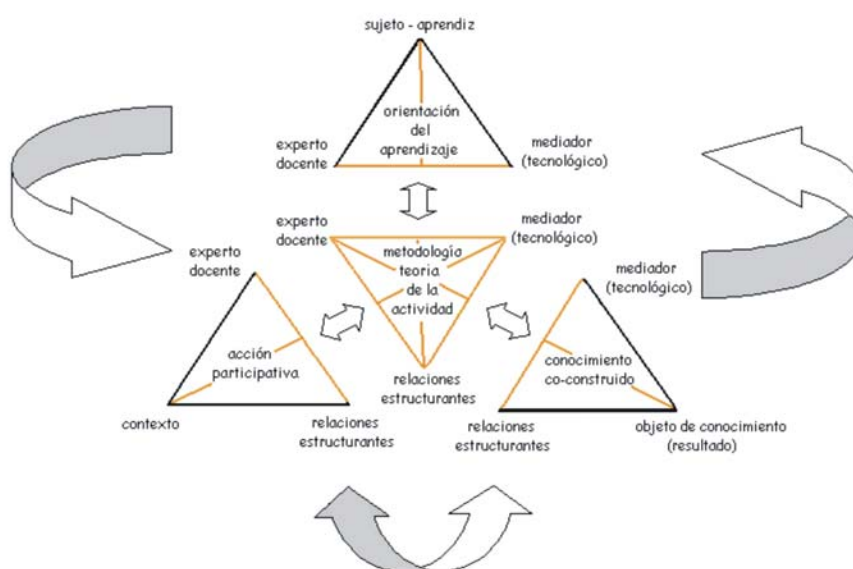 sujeto - aprendiz
orientación
del
aprendizaje
experto
docente
mediador
(tecnológico)
experto
docente
mediador
(tecnológico)
metodología
teoria
de la
actividad
relaciones
estructurantes
experto
docente
acción
participativa
contexto
relaciones
estructurantes
mediador
(tecnológico)
conocimiento
co-construido
relaciones
estructurantes
objeto de conocimiento
(resultado)